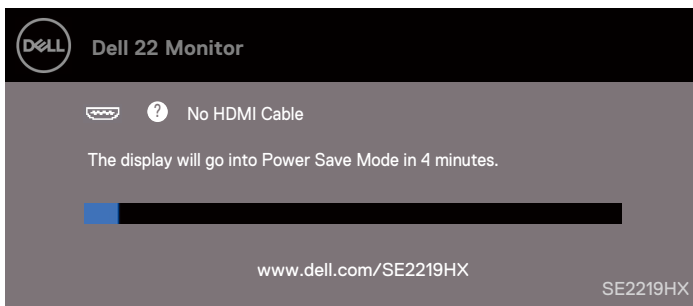 DELL
Dell 22 Monitor
? No HDMI Cable
The display will go into Power Save Mode in 4 minutes.
www.dell.com/SE2219HX
SE2219HX